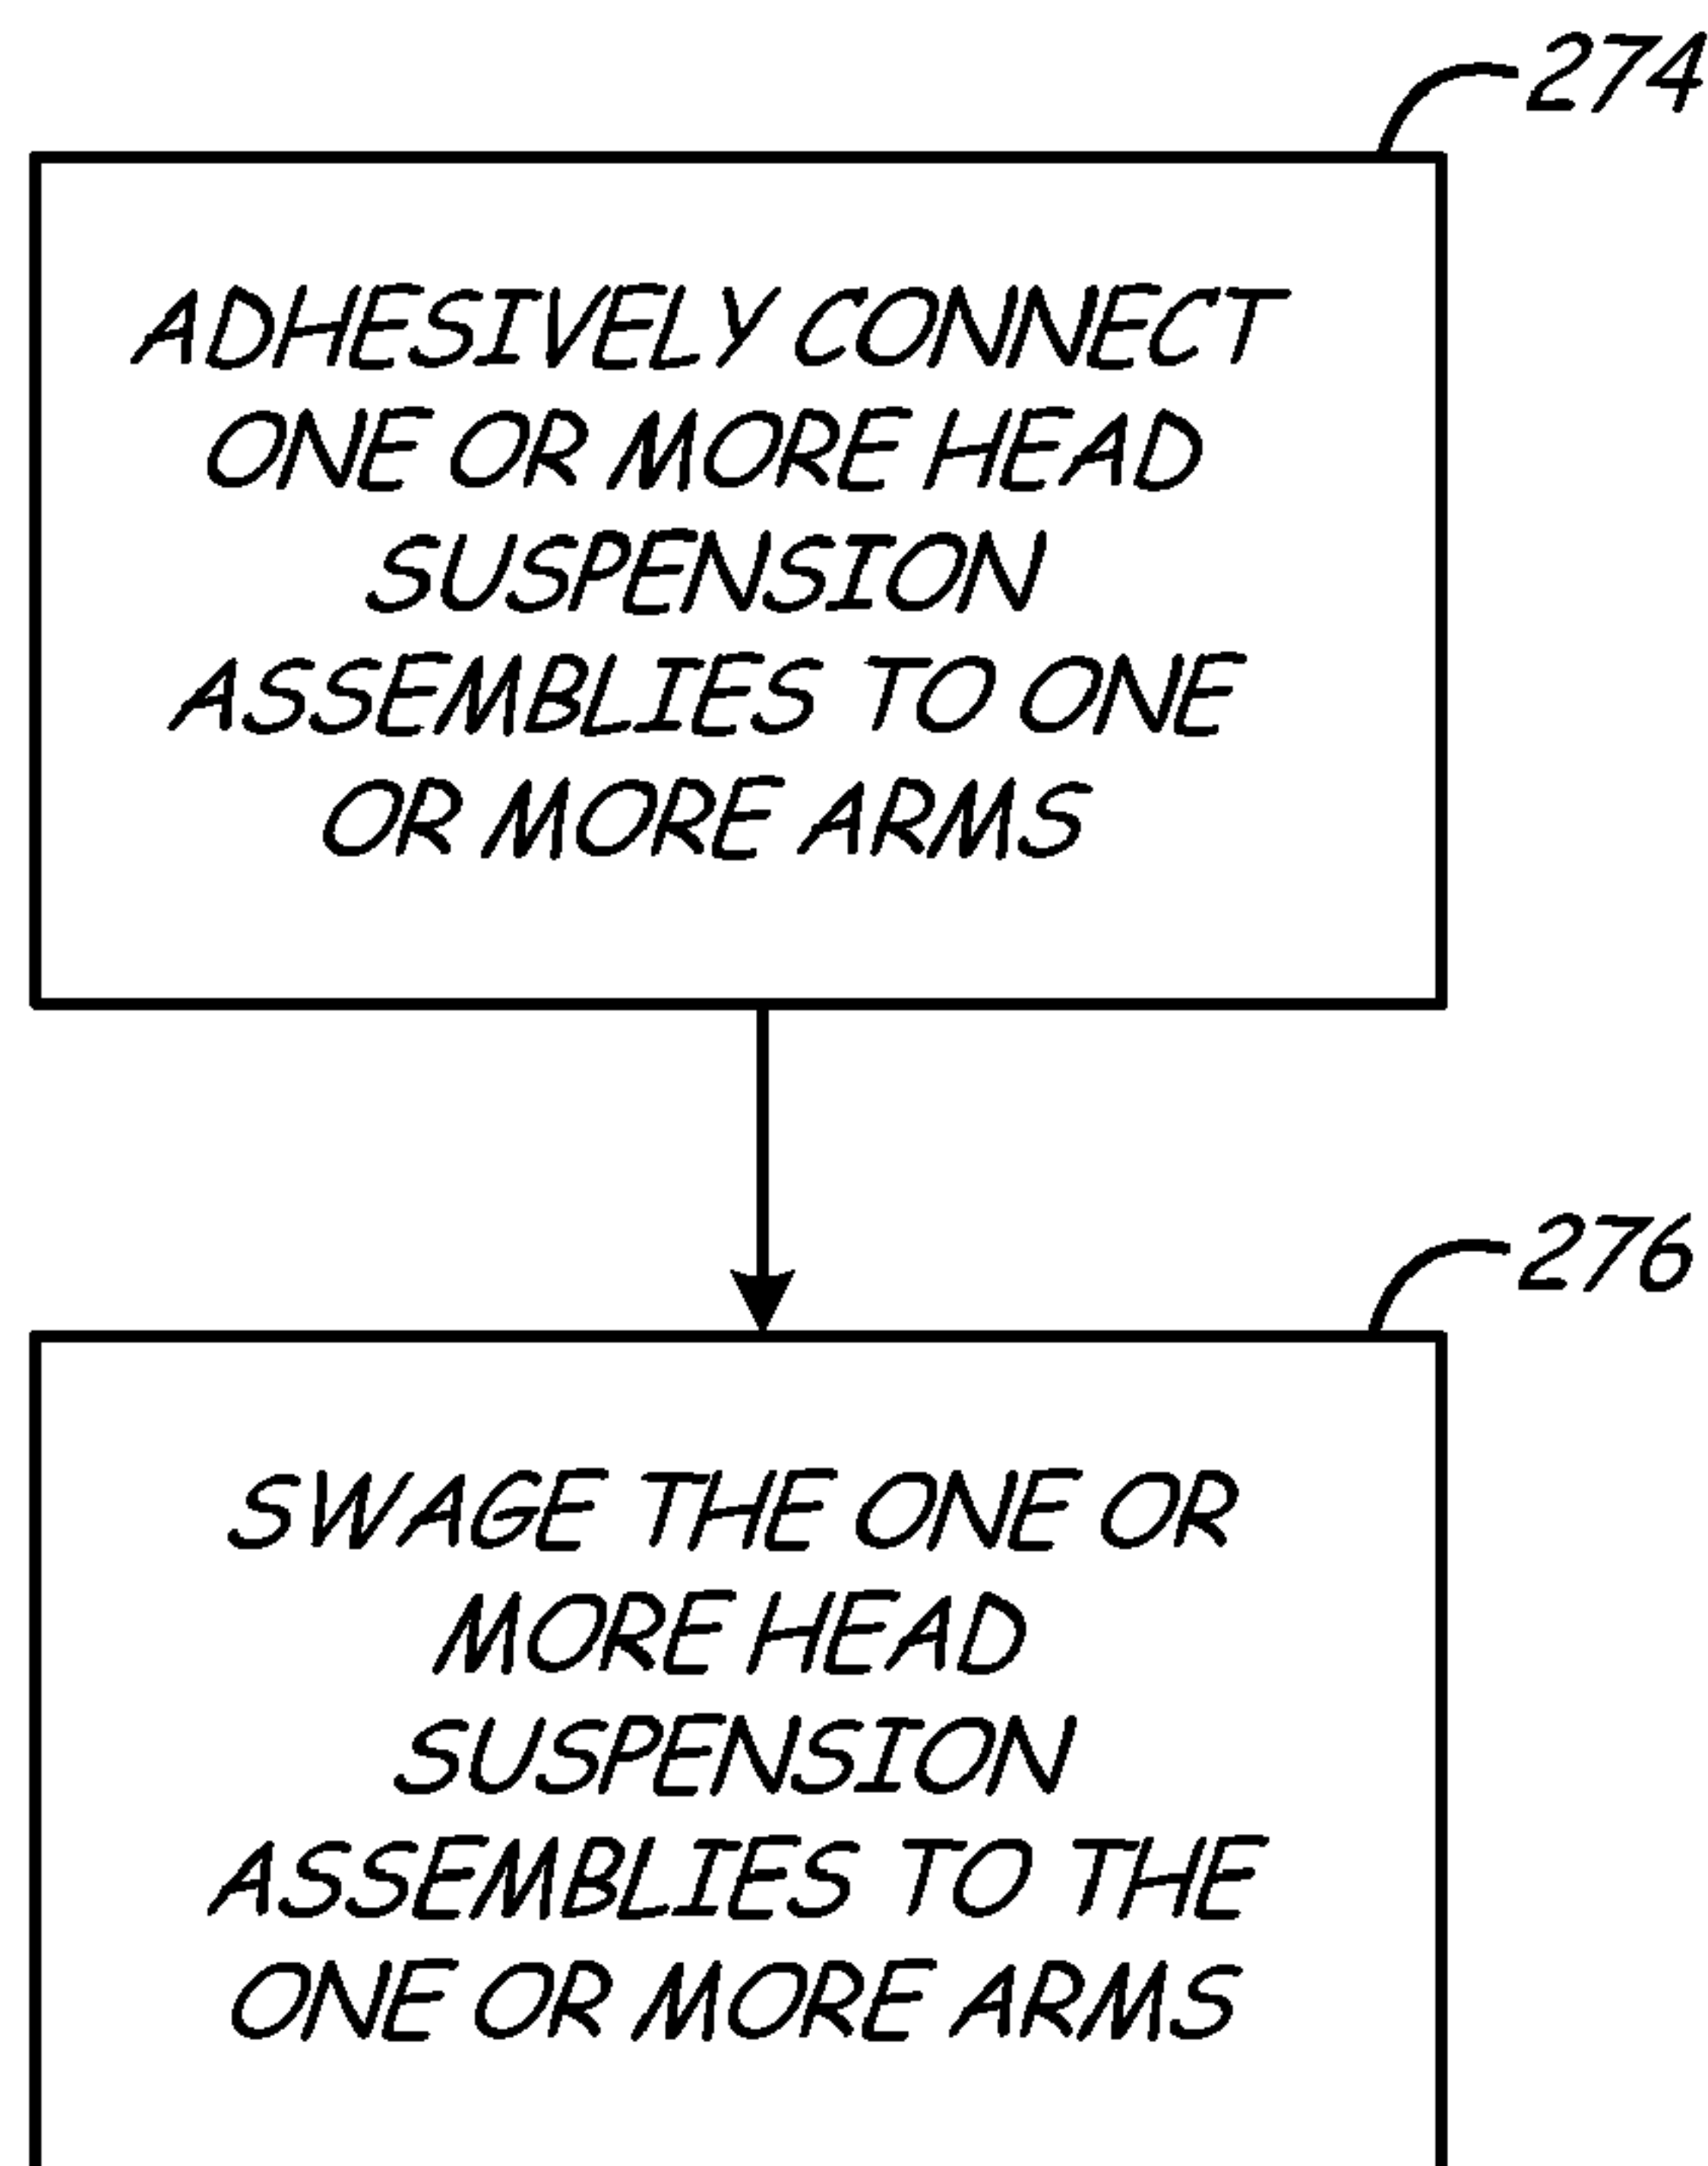 274
ADHESIVELY CONNECT
ONE OR MORE HEAD
SUSPENSION
ASSEMBLIES TO ONE
OR MORE ARMS
276
SWAGE THE ONE OR
MORE HEAD
SUSPENSION
ASSEMBLIES TO THE
ONE OR MORE ARMS